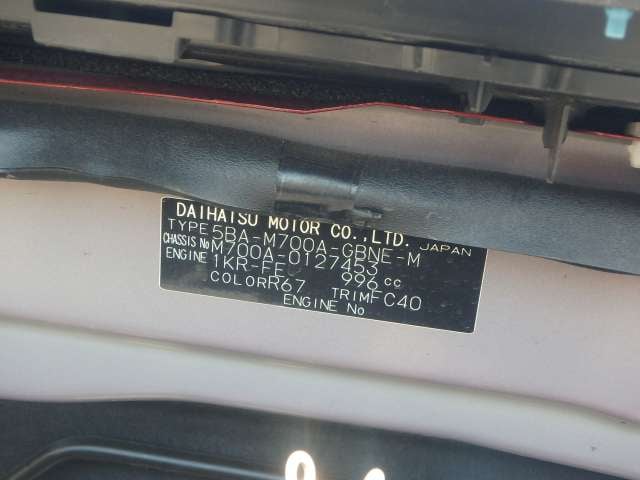 DAIHATSU MOTOR CO.,LTD. JAPAN
TYPE 5BA-M700A-GBNE-M
CHASSIS No M700A-0127453
ENGINE 1KR-FE 996 cc
COLOR R67 TRIM FC40
ENGINE No